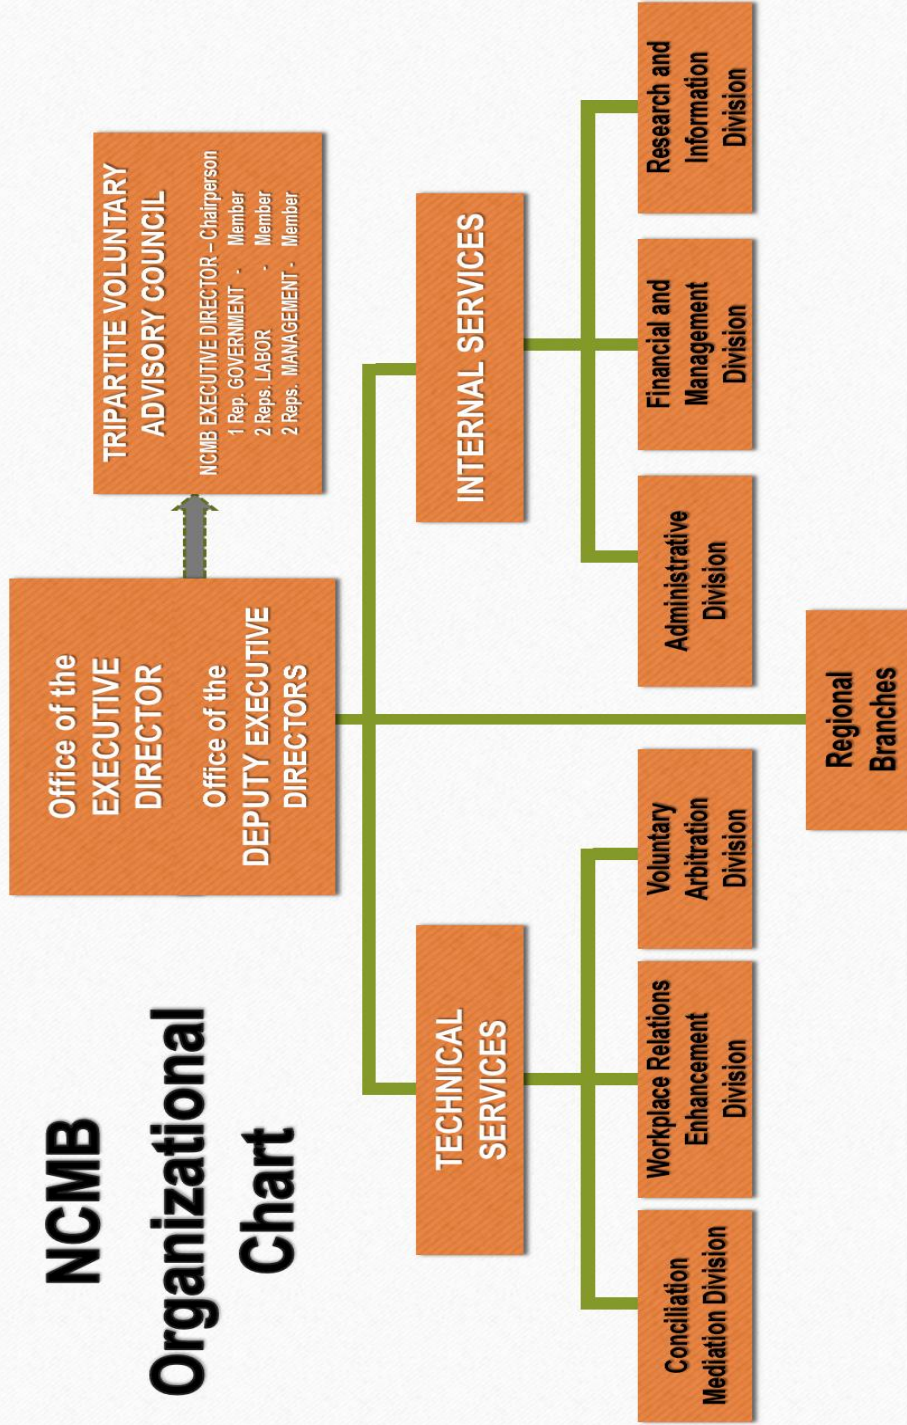 NCMB
Organizational
Chart
Office of the
EXECUTIVE
DIRECTOR
Office of the
DEPUTY EXECUTIVE
DIRECTORS
TRIPARTITE VOLUNTARY
ADVISORY COUNCIL
NCMB EXECUTIVE DIRECTOR – Chairperson
1 Rep. GOVERNMENT - Member
2 Reps. LABOR - Member
2 Reps. MANAGEMENT - Member
TECHNICAL
SERVICES
INTERNAL SERVICES
Conciliation
Mediation Division
Workplace Relations
Enhancement
Division
Voluntary
Arbitration
Division
Administrative
Division
Financial and
Management
Division
Research and
Information
Division
Regional
Branches